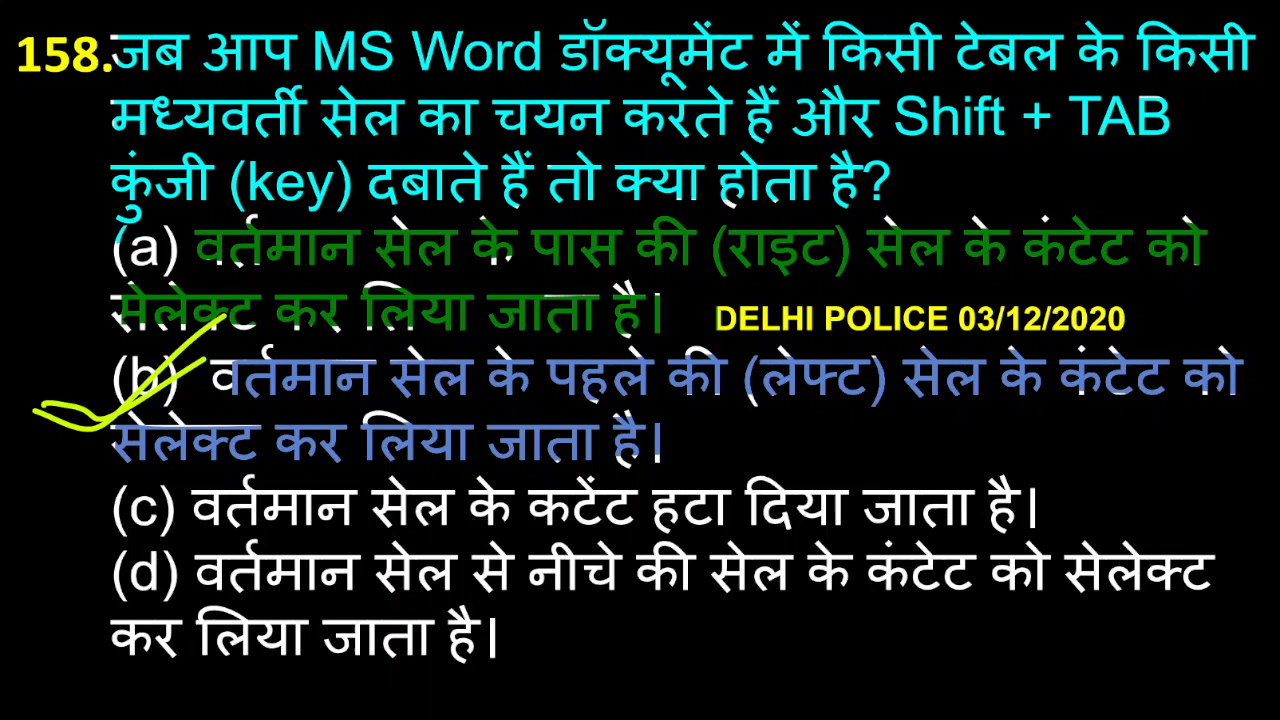 158.जब आप MS Word डॉक्यूमेंट में किसी टेबल के किसी
मध्यवर्ती सेल का चयन करते हैं और Shift + TAB
कुंजी (key) दबाते हैं तो क्या होता है?
(a) वर्तमान सेल के पास की (राइट) सेल के कंटेट को
सेलेक्ट कर लिया जाता है। DELHI POLICE 03/12/2020
(b) वर्तमान सेल के पहले की (लेफ्ट) सेल के कंटेट को
सेलेक्ट कर लिया जाता है।
(c) वर्तमान सेल के कटेंट हटा दिया जाता है।
(d) वर्तमान सेल से नीचे की सेल के कंटेट को सेलेक्ट
कर लिया जाता है।